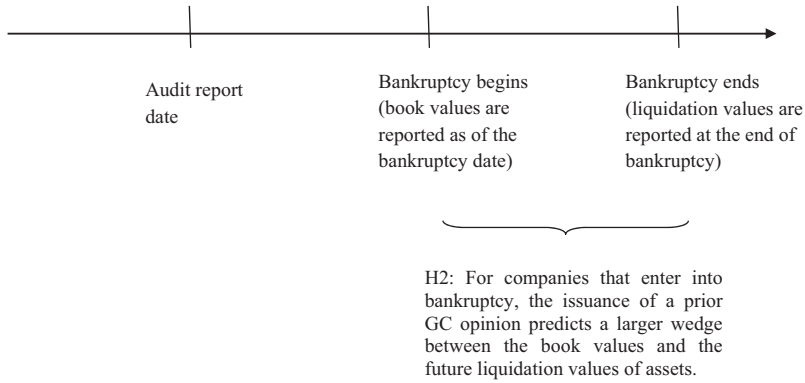 Audit report
date
Bankruptcy begins
(book values are
reported as of the
bankruptcy date)
Bankruptcy ends
(liquidation values are
reported at the end of
bankruptcy)
H2: For companies that enter into
bankruptcy, the issuance of a prior
GC opinion predicts a larger wedge
between the book values and the
future liquidation values of assets.